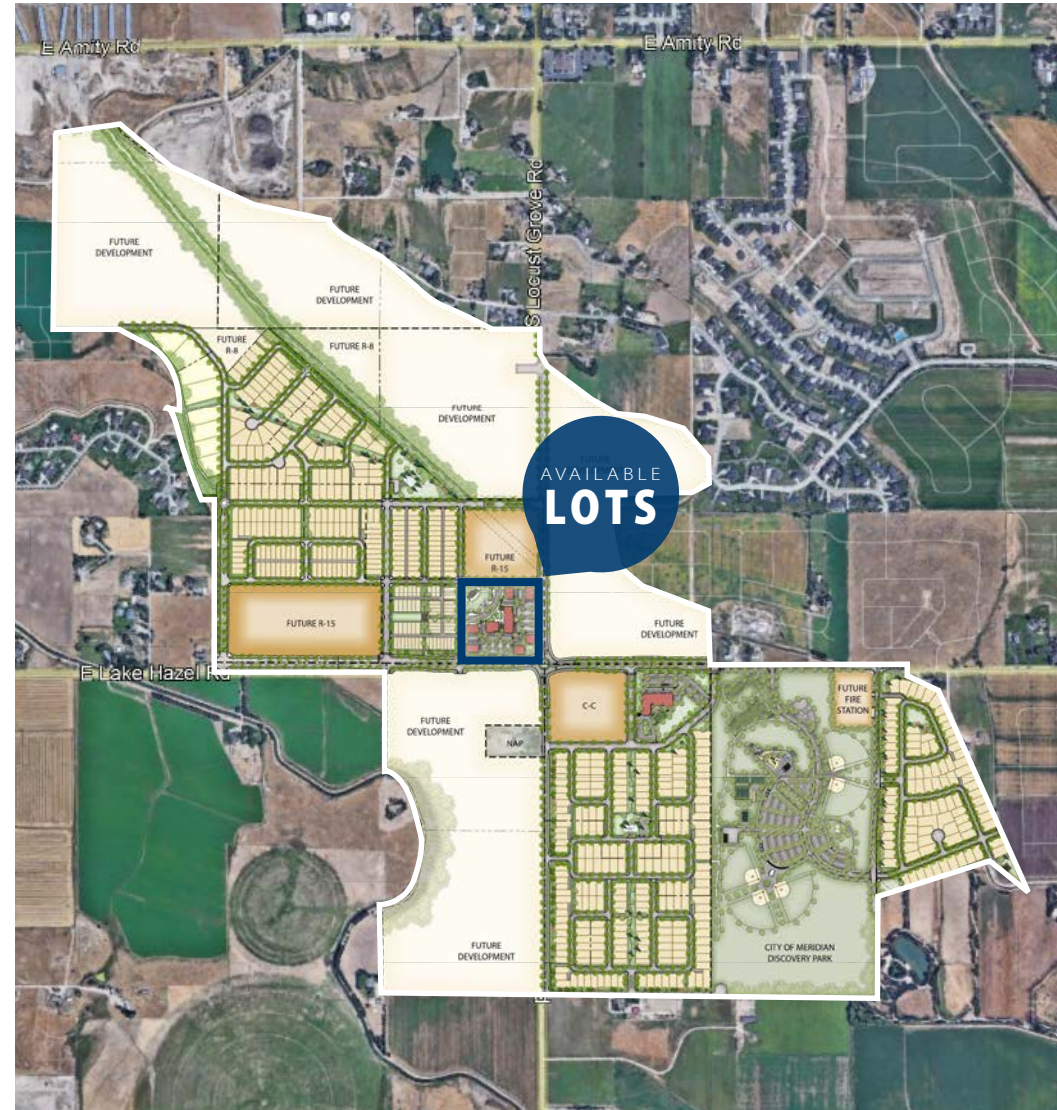 E Amity Rd
E Amity Rd
S Locust Grove Rd
FUTURE
DEVELOPMENT
FUTURE
DEVELOPMENT
FUTURE
R-8
FUTURE R-8
FUTURE
DEVELOPMENT
AVAILABLE
LOTS
FUTURE
R-15
FUTURE R-15
FUTURE
DEVELOPMENT
E Lake Hazel Rd
FUTURE
DEVELOPMENT
NAP
C-C
FUTURE
FIRE
STATION
FUTURE
DEVELOPMENT
CITY OF MERIDIAN
DISCOVERY PARK